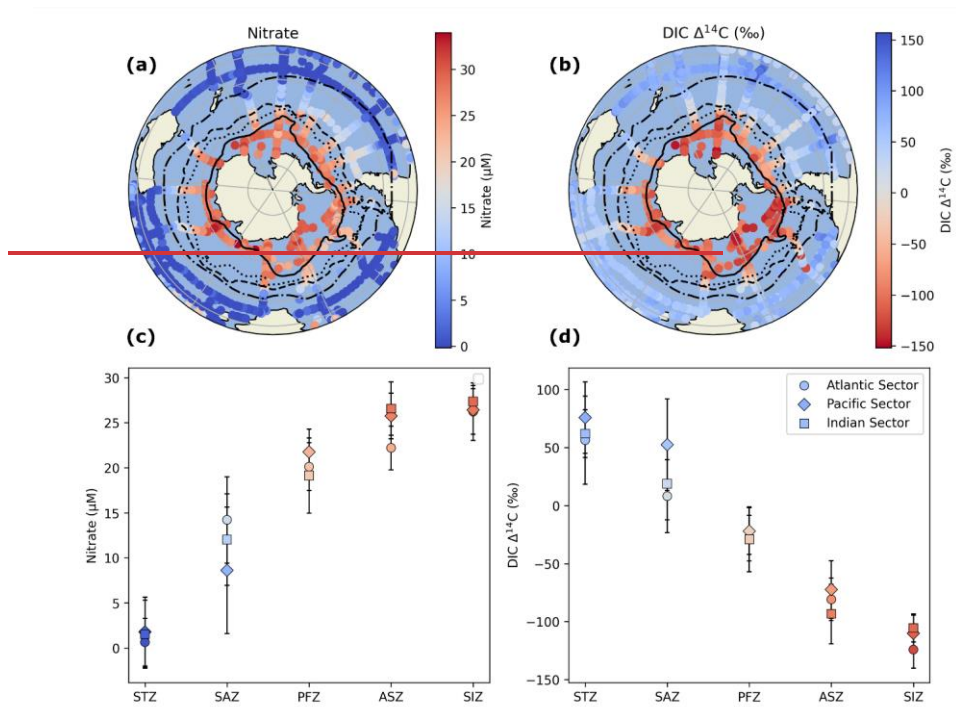 Nitrate
DIC Δ¹⁴C (‰)
(a)
(b)
30
25
20
15
10
5
0
Nitrate (μM)
150
100
50
0
−50
−100
−150
DIC Δ¹⁴C (‰)
(c)
(d)
30
25
20
15
10
5
0
Nitrate (μM)
STZ
SAZ
PFZ
ASZ
SIZ
100
50
0
−50
−100
−150
DIC Δ¹⁴C (‰)
Atlantic Sector
Pacific Sector
Indian Sector
STZ
SAZ
PFZ
ASZ
SIZ